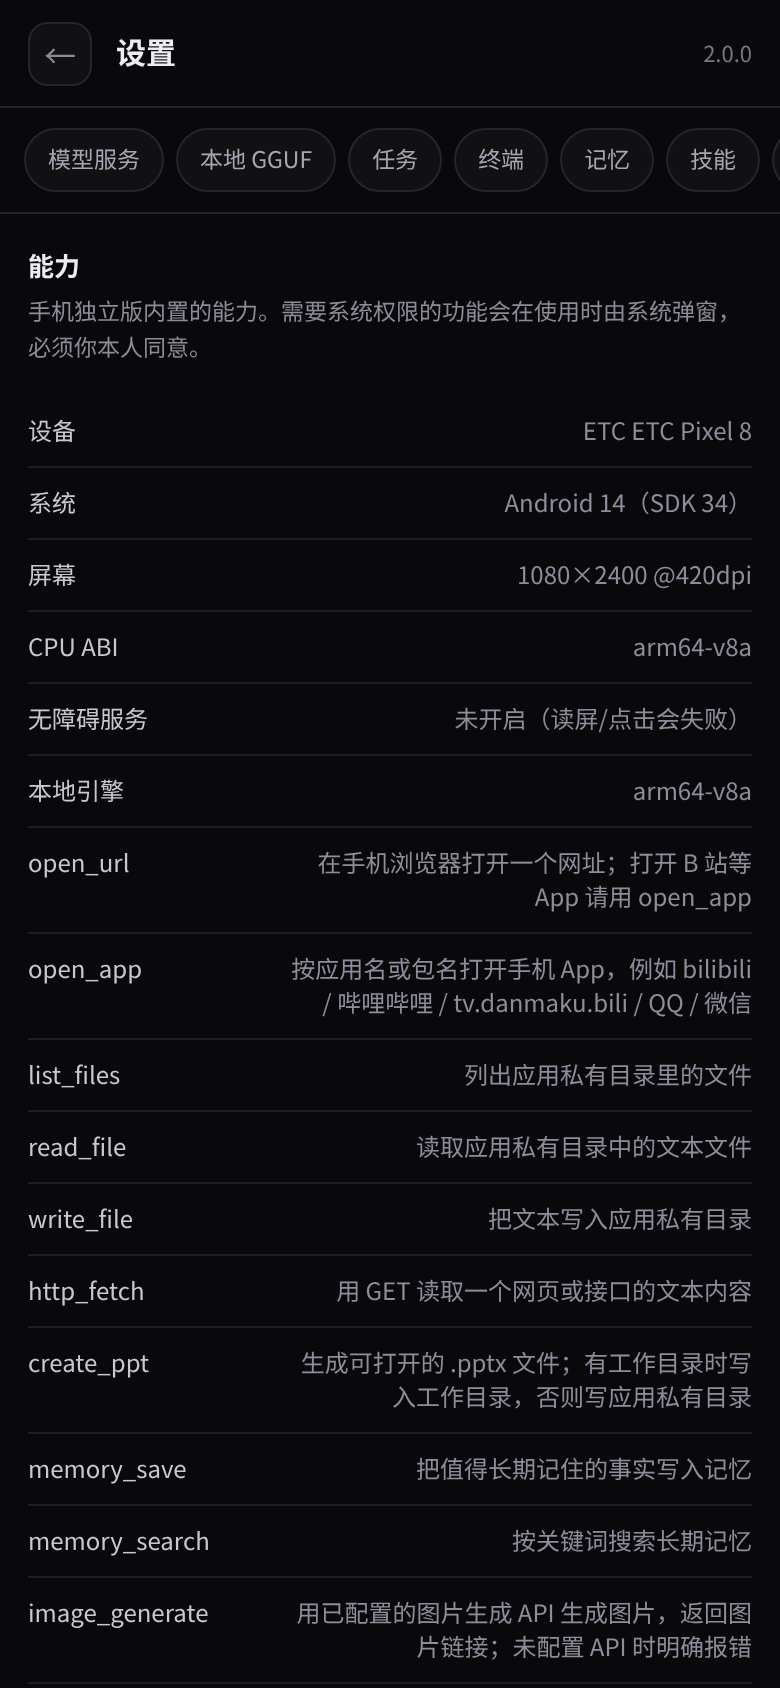 ← 设置 2.0.0
模型服务 本地 GGUF 任务 终端 记忆 技能
能力
手机独立版内置的能力。需要系统权限的功能会在使用时由系统弹窗，
必须你本人同意。
设备 ETC ETC Pixel 8
系统 Android 14（SDK 34）
屏幕 1080×2400 @420dpi
CPU ABI arm64-v8a
无障碍服务 未开启（读屏/点击会失败）
本地引擎 arm64-v8a
open_url 在手机浏览器打开一个网址；打开 B 站等
App 请用 open_app
open_app 按应用名或包名打开手机 App，例如 bilibili
/ 哔哩哔哩 / tv.danmaku.bili / QQ / 微信
list_files 列出应用私有目录里的文件
read_file 读取应用私有目录中的文本文件
write_file 把文本写入应用私有目录
http_fetch 用 GET 读取一个网页或接口的文本内容
create_ppt 生成可打开的 .pptx 文件；有工作目录时写
入工作目录，否则写应用私有目录
memory_save 把值得长期记住的事实写入记忆
memory_search 按关键词搜索长期记忆
image_generate 用已配置的图片生成 API 生成图片，返回图
片链接；未配置 API 时明确报错